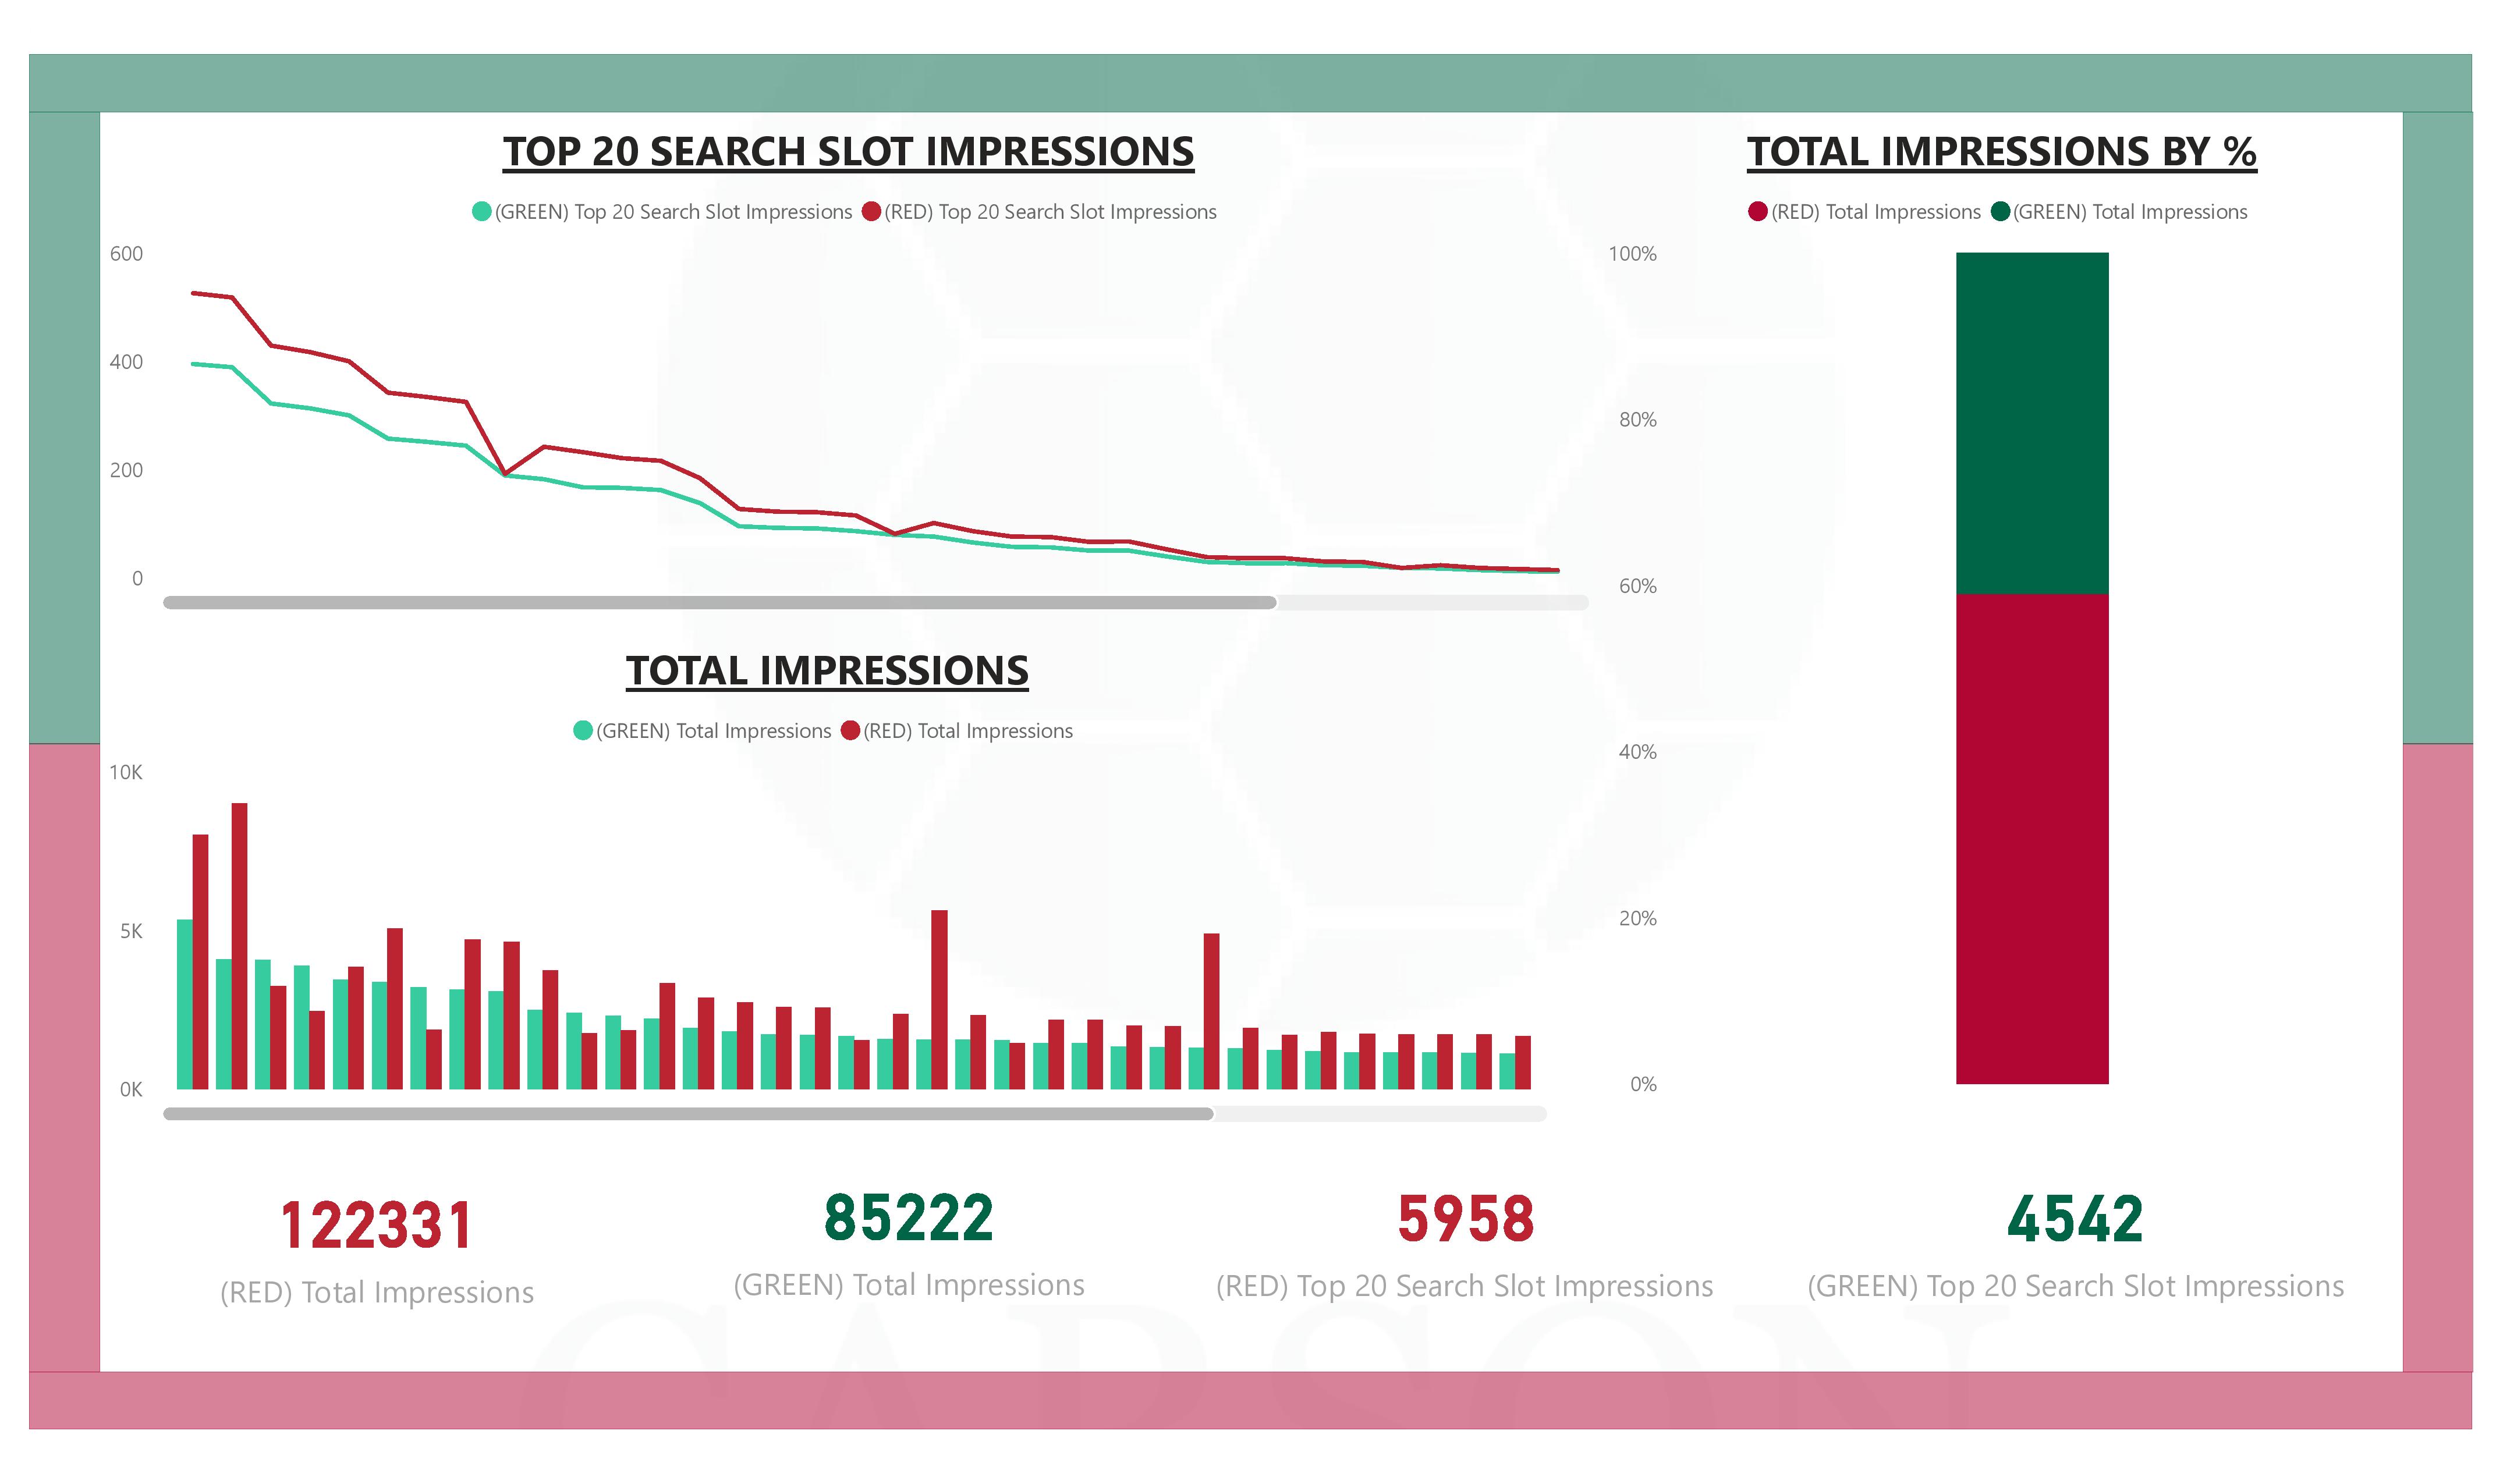 TOP 20 SEARCH SLOT IMPRESSIONS
(GREEN) Top 20 Search Slot Impressions (RED) Top 20 Search Slot Impressions
600
400
200
0
TOTAL IMPRESSIONS
(GREEN) Total Impressions (RED) Total Impressions
10K
5K
0K
TOTAL IMPRESSIONS BY %
(RED) Total Impressions (GREEN) Total Impressions
100%
80%
60%
40%
20%
0%
122331
(RED) Total Impressions
85222
(GREEN) Total Impressions
5958
(RED) Top 20 Search Slot Impressions
4542
(GREEN) Top 20 Search Slot Impressions
CARSON